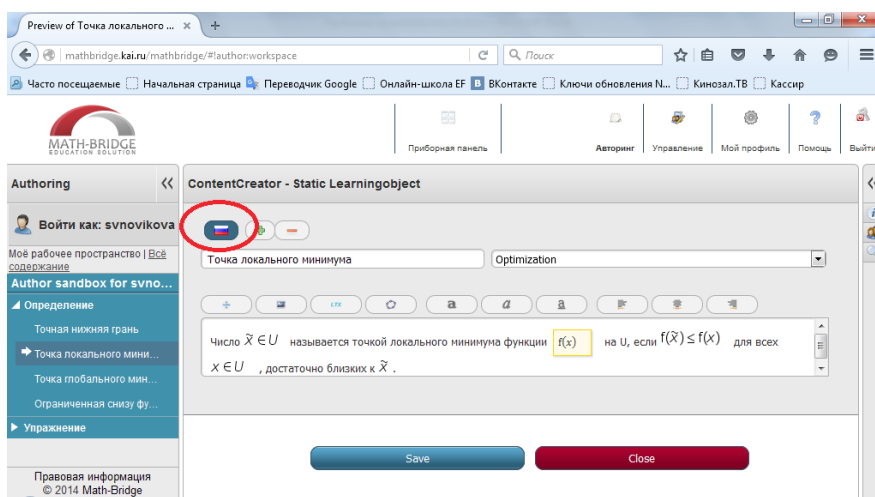 Preview of Точка локального ...
mathbridge.kai.ru/mathbridge/#!author:workspace
Поиск
Часто посещаемые Начальная страница Переводчик Google Онлайн-школа EF ВКонтакте Ключи обновления N... Кинозал.ТВ Кассир
MATH-BRIDGE
EDUCATION SOLUTION
Приборная панель Авторинг Управление Мой профиль Помощь Выйти
Authoring
ContentCreator - Static Learningobject
Войти как: svnovikova
Моё рабочее пространство | Всё
содержание
Точка локального минимума Optimization
Author sandbox for svno...
Определение
LTX a a a
Точная нижняя грань
Точка локального мини...
Точка глобального мин...
Ограниченная снизу фу...
Упражнение
Число x̃ ∈ U называется точкой локального минимума функции f(x) на U, если f(x̃) ≤ f(x) для всех
x ∈ U , достаточно близких к x̃ .
Save Close
Правовая информация
© 2014 Math-Bridge